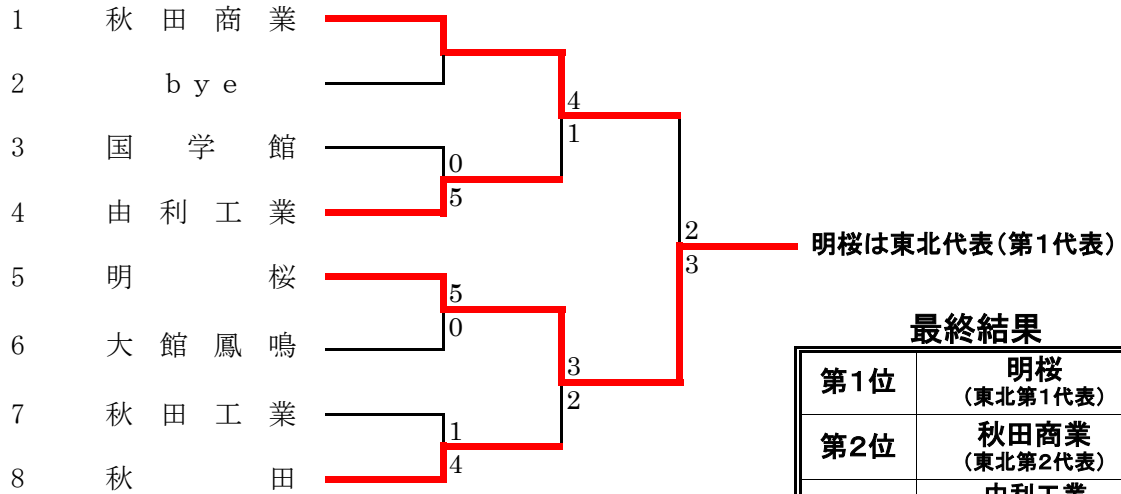 1 秋田商業
2 bye
4
1
3 国学館
0
5
4 由利工業
2
明桜は東北代表(第1代表)
3
5 明桜
5
0
6 大館鳳鳴
最終結果
3
2
第1位 明桜
(東北第1代表)
7 秋田工業
1
4
第2位 秋田商業
(東北第2代表)
8 秋田